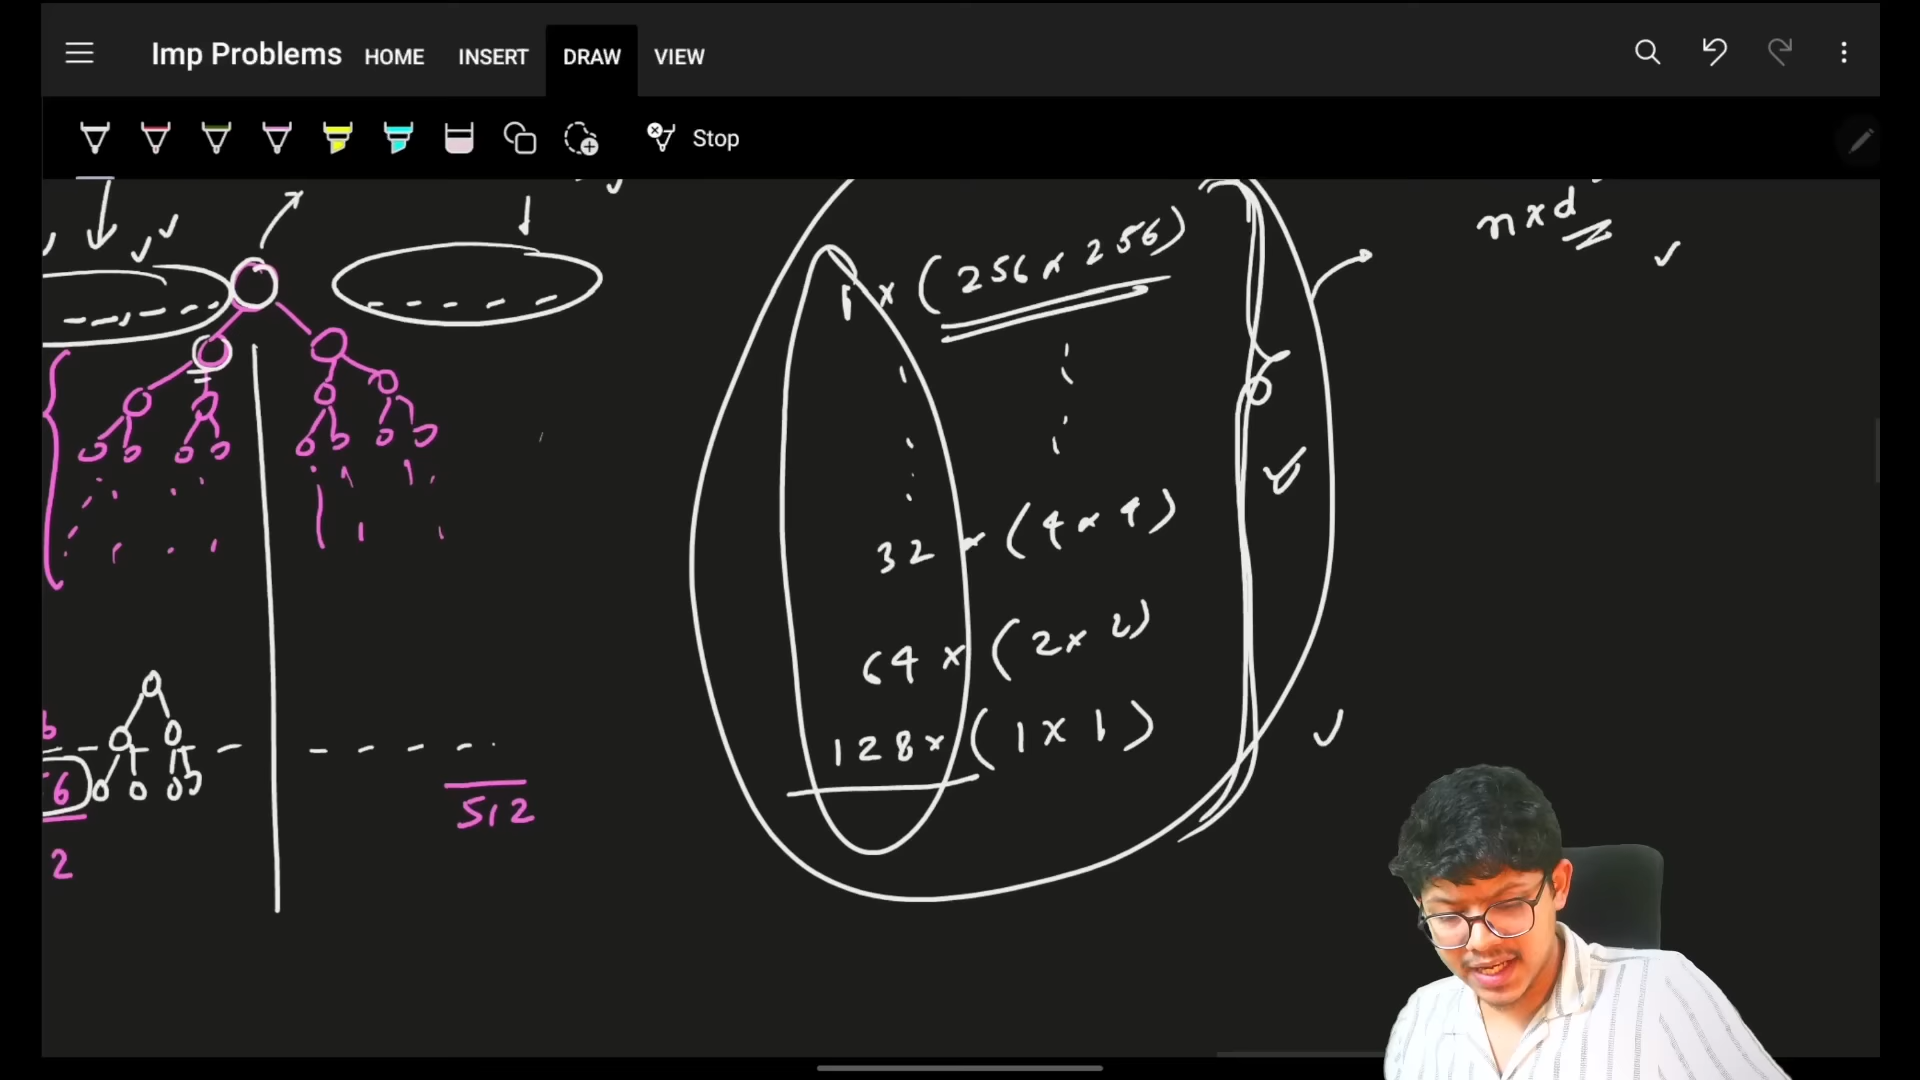 Imp Problems HOME INSERT DRAW VIEW
Stop
n x d
1 x (256 x 256)
32 x (4 x 4)
64 x (2 x 2)
128 x (1 x 1)
6
512
2